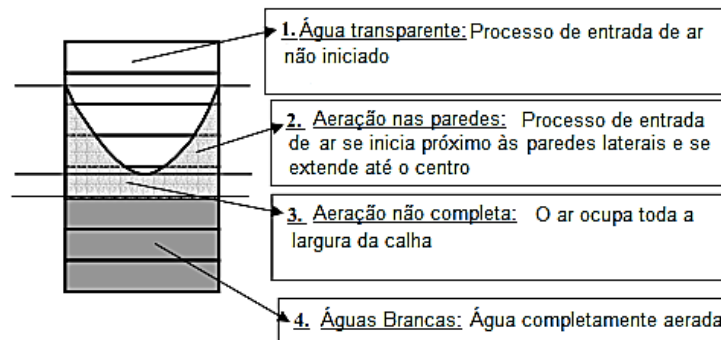 1. Água transparente: Processo de entrada de ar
não iniciado
2. Aeração nas paredes: Processo de entrada
de ar se inicia próximo às paredes laterais e se
extende até o centro
3. Aeração não completa: O ar ocupa toda a
largura da calha
4. Águas Brancas: Água completamente aerada